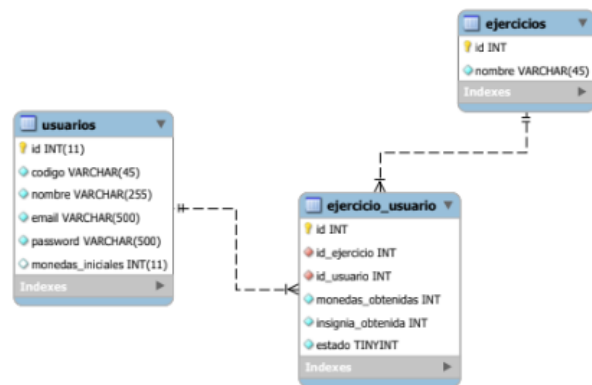 ejercicios
id INT
nombre VARCHAR(45)
Indexes
usuarios
id INT(11)
codigo VARCHAR(45)
nombre VARCHAR(255)
email VARCHAR(500)
password VARCHAR(500)
monedas_iniciales INT(11)
Indexes
ejercicio_usuario
id INT
id_ejercicio INT
id_usuario INT
monedas_obtenidas INT
insignia_obtenida INT
estado TINYINT
Indexes